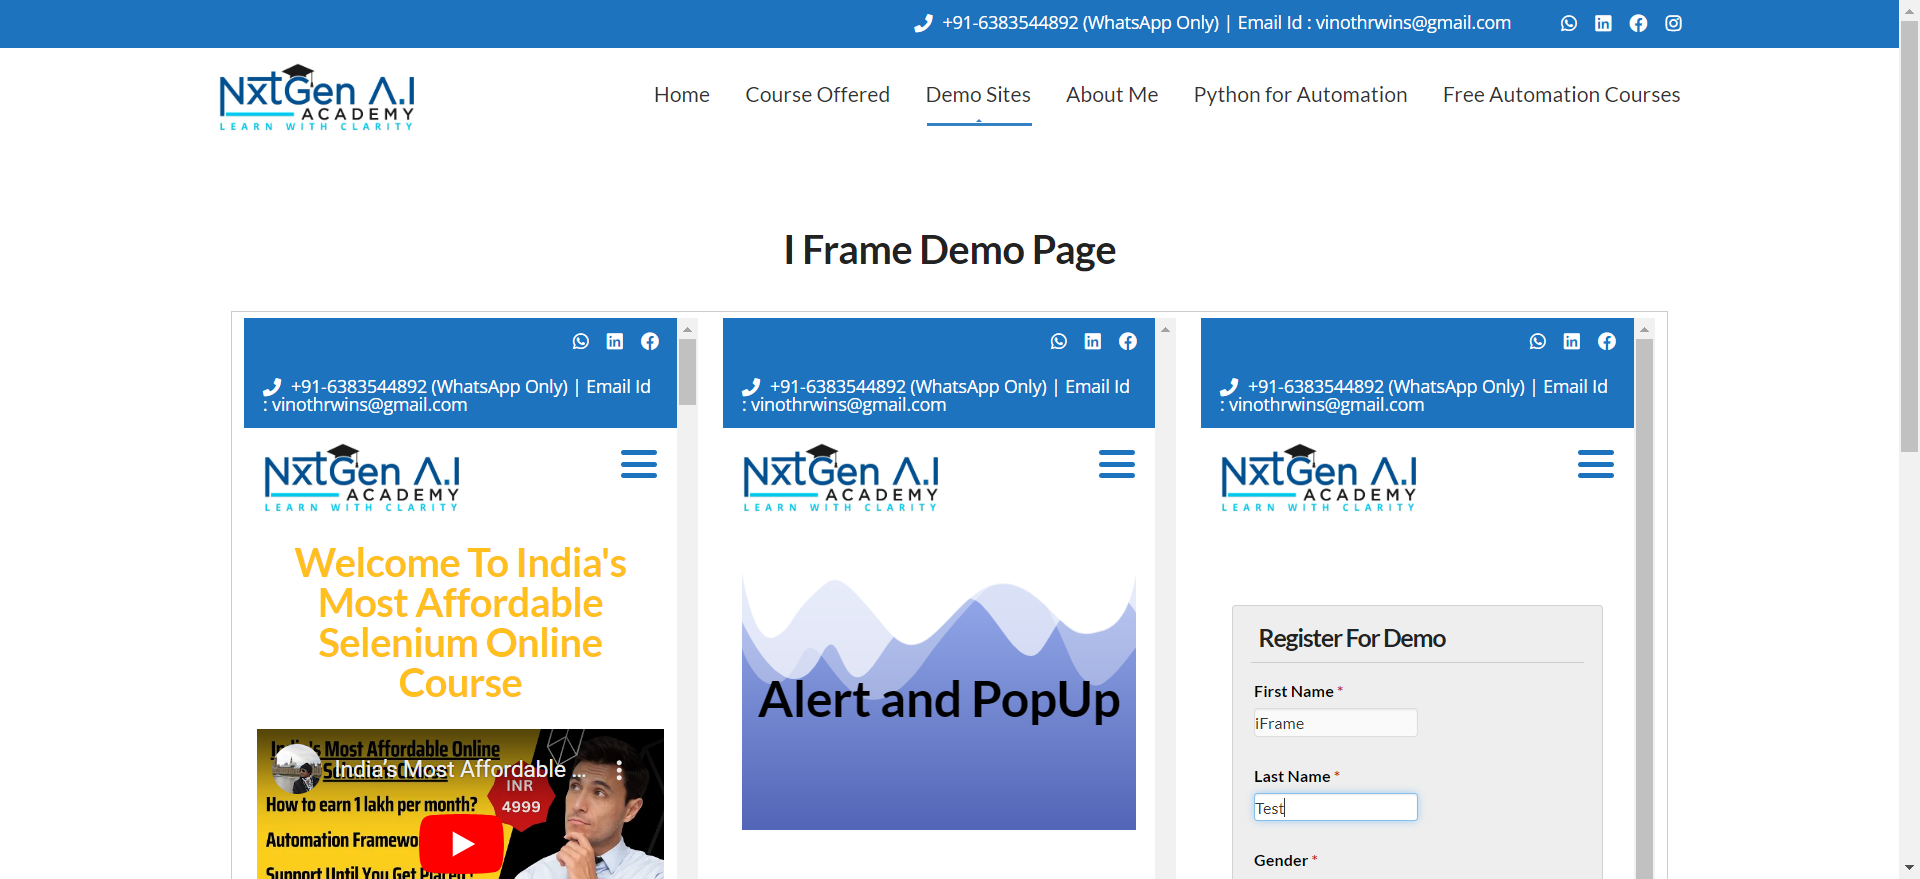 +91-6383544892 (WhatsApp Only) | Email Id : vinothrwins@gmail.com
NxtGen A.I
ACADEMY
LEARN WITH CLARITY
Home Course Offered Demo Sites About Me Python for Automation Free Automation Courses
I Frame Demo Page
+91-6383544892 (WhatsApp Only) | Email Id
: vinothrwins@gmail.com
NxtGen A.I
ACADEMY
LEARN WITH CLARITY
Welcome To India's
Most Affordable
Selenium Online
Course
India's Most Affordable Online
Selenium Course
India's Most Affordable ...
INR
4999
How to earn 1 lakh per month?
Automation Framewo
Support Until You Get Placed
+91-6383544892 (WhatsApp Only) | Email Id
: vinothrwins@gmail.com
NxtGen A.I
ACADEMY
LEARN WITH CLARITY
Alert and PopUp
+91-6383544892 (WhatsApp Only) | Email Id
: vinothrwins@gmail.com
NxtGen A.I
ACADEMY
LEARN WITH CLARITY
Register For Demo
First Name *
iFrame
Last Name *
Test
Gender *